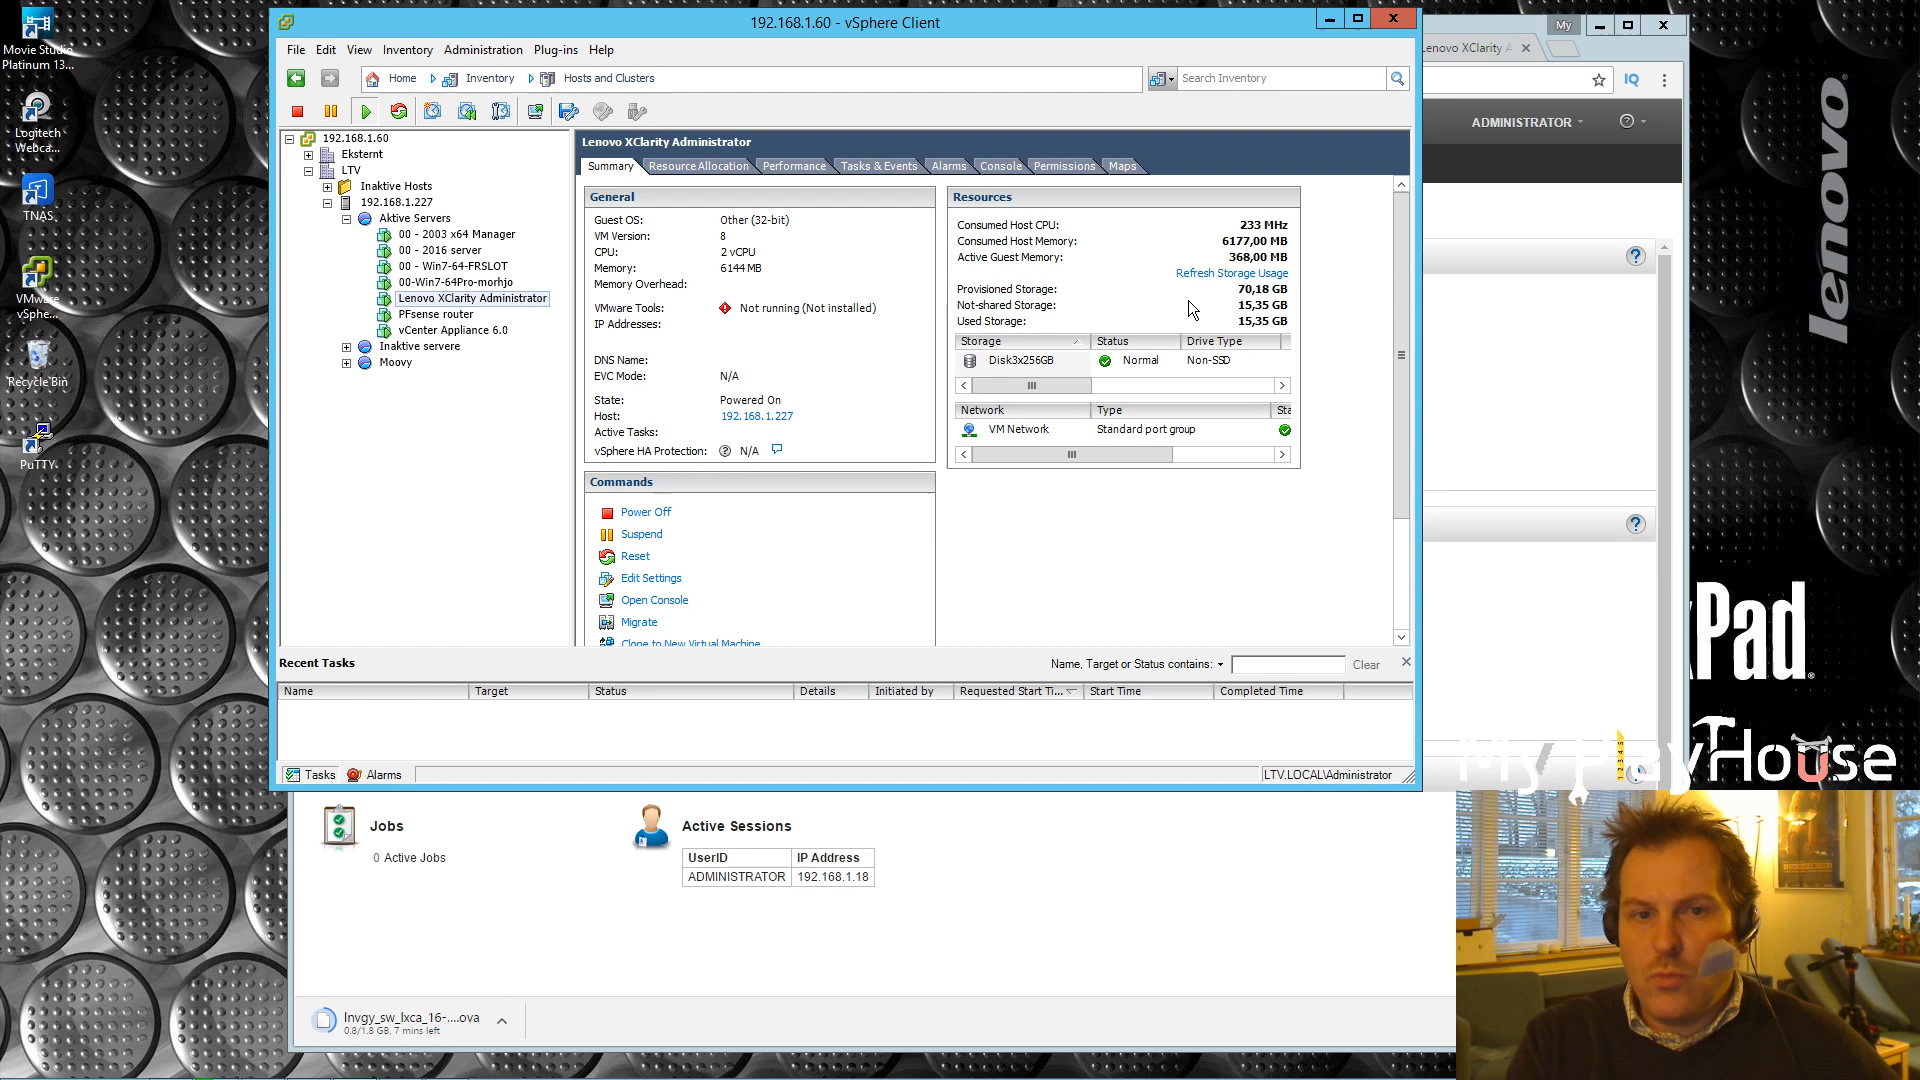 Movie Studio
Platinum 13...
Logitech
Webca...
TNAS
VMware
vSphe...
Recycle Bin
PuTTY
192.168.1.60 - vSphere Client
File Edit View Inventory Administration Plug-ins Help
Home Inventory Hosts and Clusters
Search Inventory
192.168.1.60
Eksternt
LTV
Inaktive Hosts
192.168.1.227
Aktive Servers
00 - 2003 x64 Manager
00 - 2016 server
00 - Win7-64-FRSLOT
00-Win7-64Pro-morhjo
Lenovo XClarity Administrator
PFsense router
vCenter Appliance 6.0
Inaktive servere
Moovy
Lenovo XClarity Administrator
Summary Resource Allocation Performance Tasks & Events Alarms Console Permissions Maps
General
Guest OS: Other (32-bit)
VM Version: 8
CPU: 2 vCPU
Memory: 6144 MB
Memory Overhead:
VMware Tools: Not running (Not installed)
IP Addresses:
DNS Name:
EVC Mode: N/A
State: Powered On
Host: 192.168.1.227
Active Tasks:
vSphere HA Protection: N/A
Commands
Power Off
Suspend
Reset
Edit Settings
Open Console
Migrate
Clone to New Virtual Machine
Resources
Consumed Host CPU: 233 MHz
Consumed Host Memory: 6177,00 MB
Active Guest Memory: 368,00 MB
Refresh Storage Usage
Provisioned Storage: 70,18 GB
Not-shared Storage: 15,35 GB
Used Storage: 15,35 GB
Storage Status Drive Type
Disk3x256GB Normal Non-SSD
Network Type Sta
VM Network Standard port group
Recent Tasks
Name, Target or Status contains: Clear
Name Target Status Details Initiated by Requested Start Ti... Start Time Completed Time
Tasks Alarms
LTV.LOCAL\Administrator
My
Lenovo XClarity A
IQ
ADMINISTRATOR
lenovo
Pad
My PlayHouse
Jobs
0 Active Jobs
Active Sessions
UserID IP Address
ADMINISTRATOR 192.168.1.18
lnvgy_sw_lxca_16-....ova
0.8/1.8 GB, 7 mins left